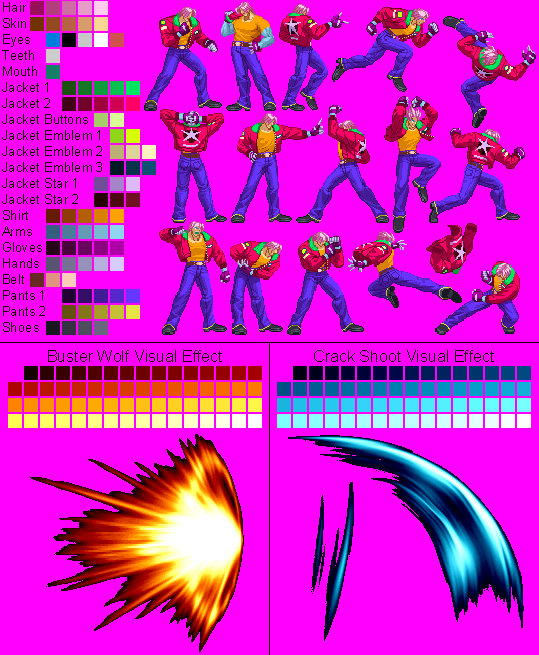 Hair
Skin
Eyes
Teeth
Mouth
Jacket 1
Jacket 2
Jacket Buttons
Jacket Emblem 1
Jacket Emblem 2
Jacket Emblem 3
Jacket Star 1
Jacket Star 2
Shirt
Arms
Gloves
Hands
Belt
Pants 1
Pants 2
Shoes
Buster Wolf Visual Effect
Crack Shoot Visual Effect